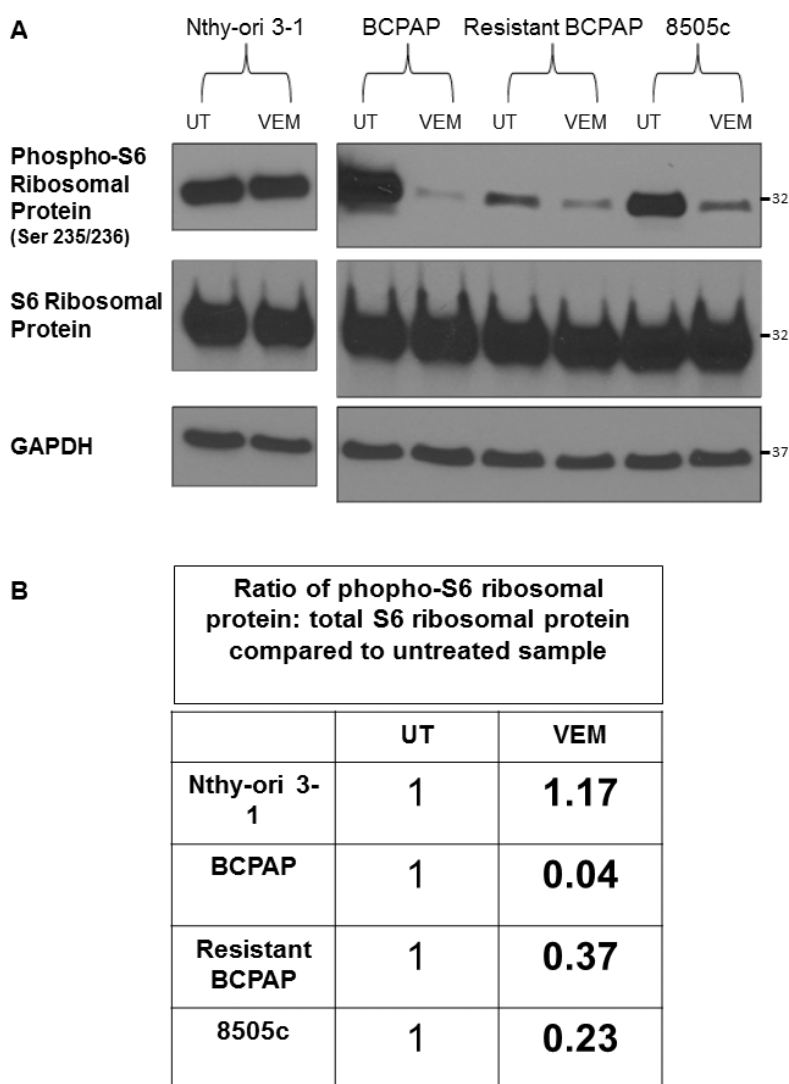 A
Nthy-ori 3-1 BCPAP Resistant BCPAP 8505c
UT VEM UT VEM UT VEM UT VEM
Phospho-S6
Ribosomal
Protein
(Ser 235/236)
32
S6 Ribosomal
Protein
32
GAPDH
37
B
Ratio of phopho-S6 ribosomal
protein: total S6 ribosomal protein
compared to untreated sample
UT VEM
Nthy-ori 3-
1
1 1.17
BCPAP 1 0.04
Resistant
BCPAP
1 0.37
8505c 1 0.23